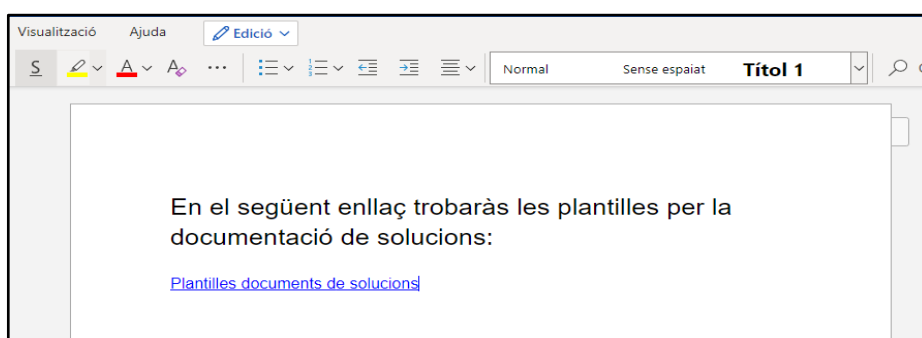 Visualització Ajuda Edició
S A A Normal Sense espaiat Títol 1
En el següent enllaç trobaràs les plantilles per la
documentació de solucions:
Plantilles documents de solucions